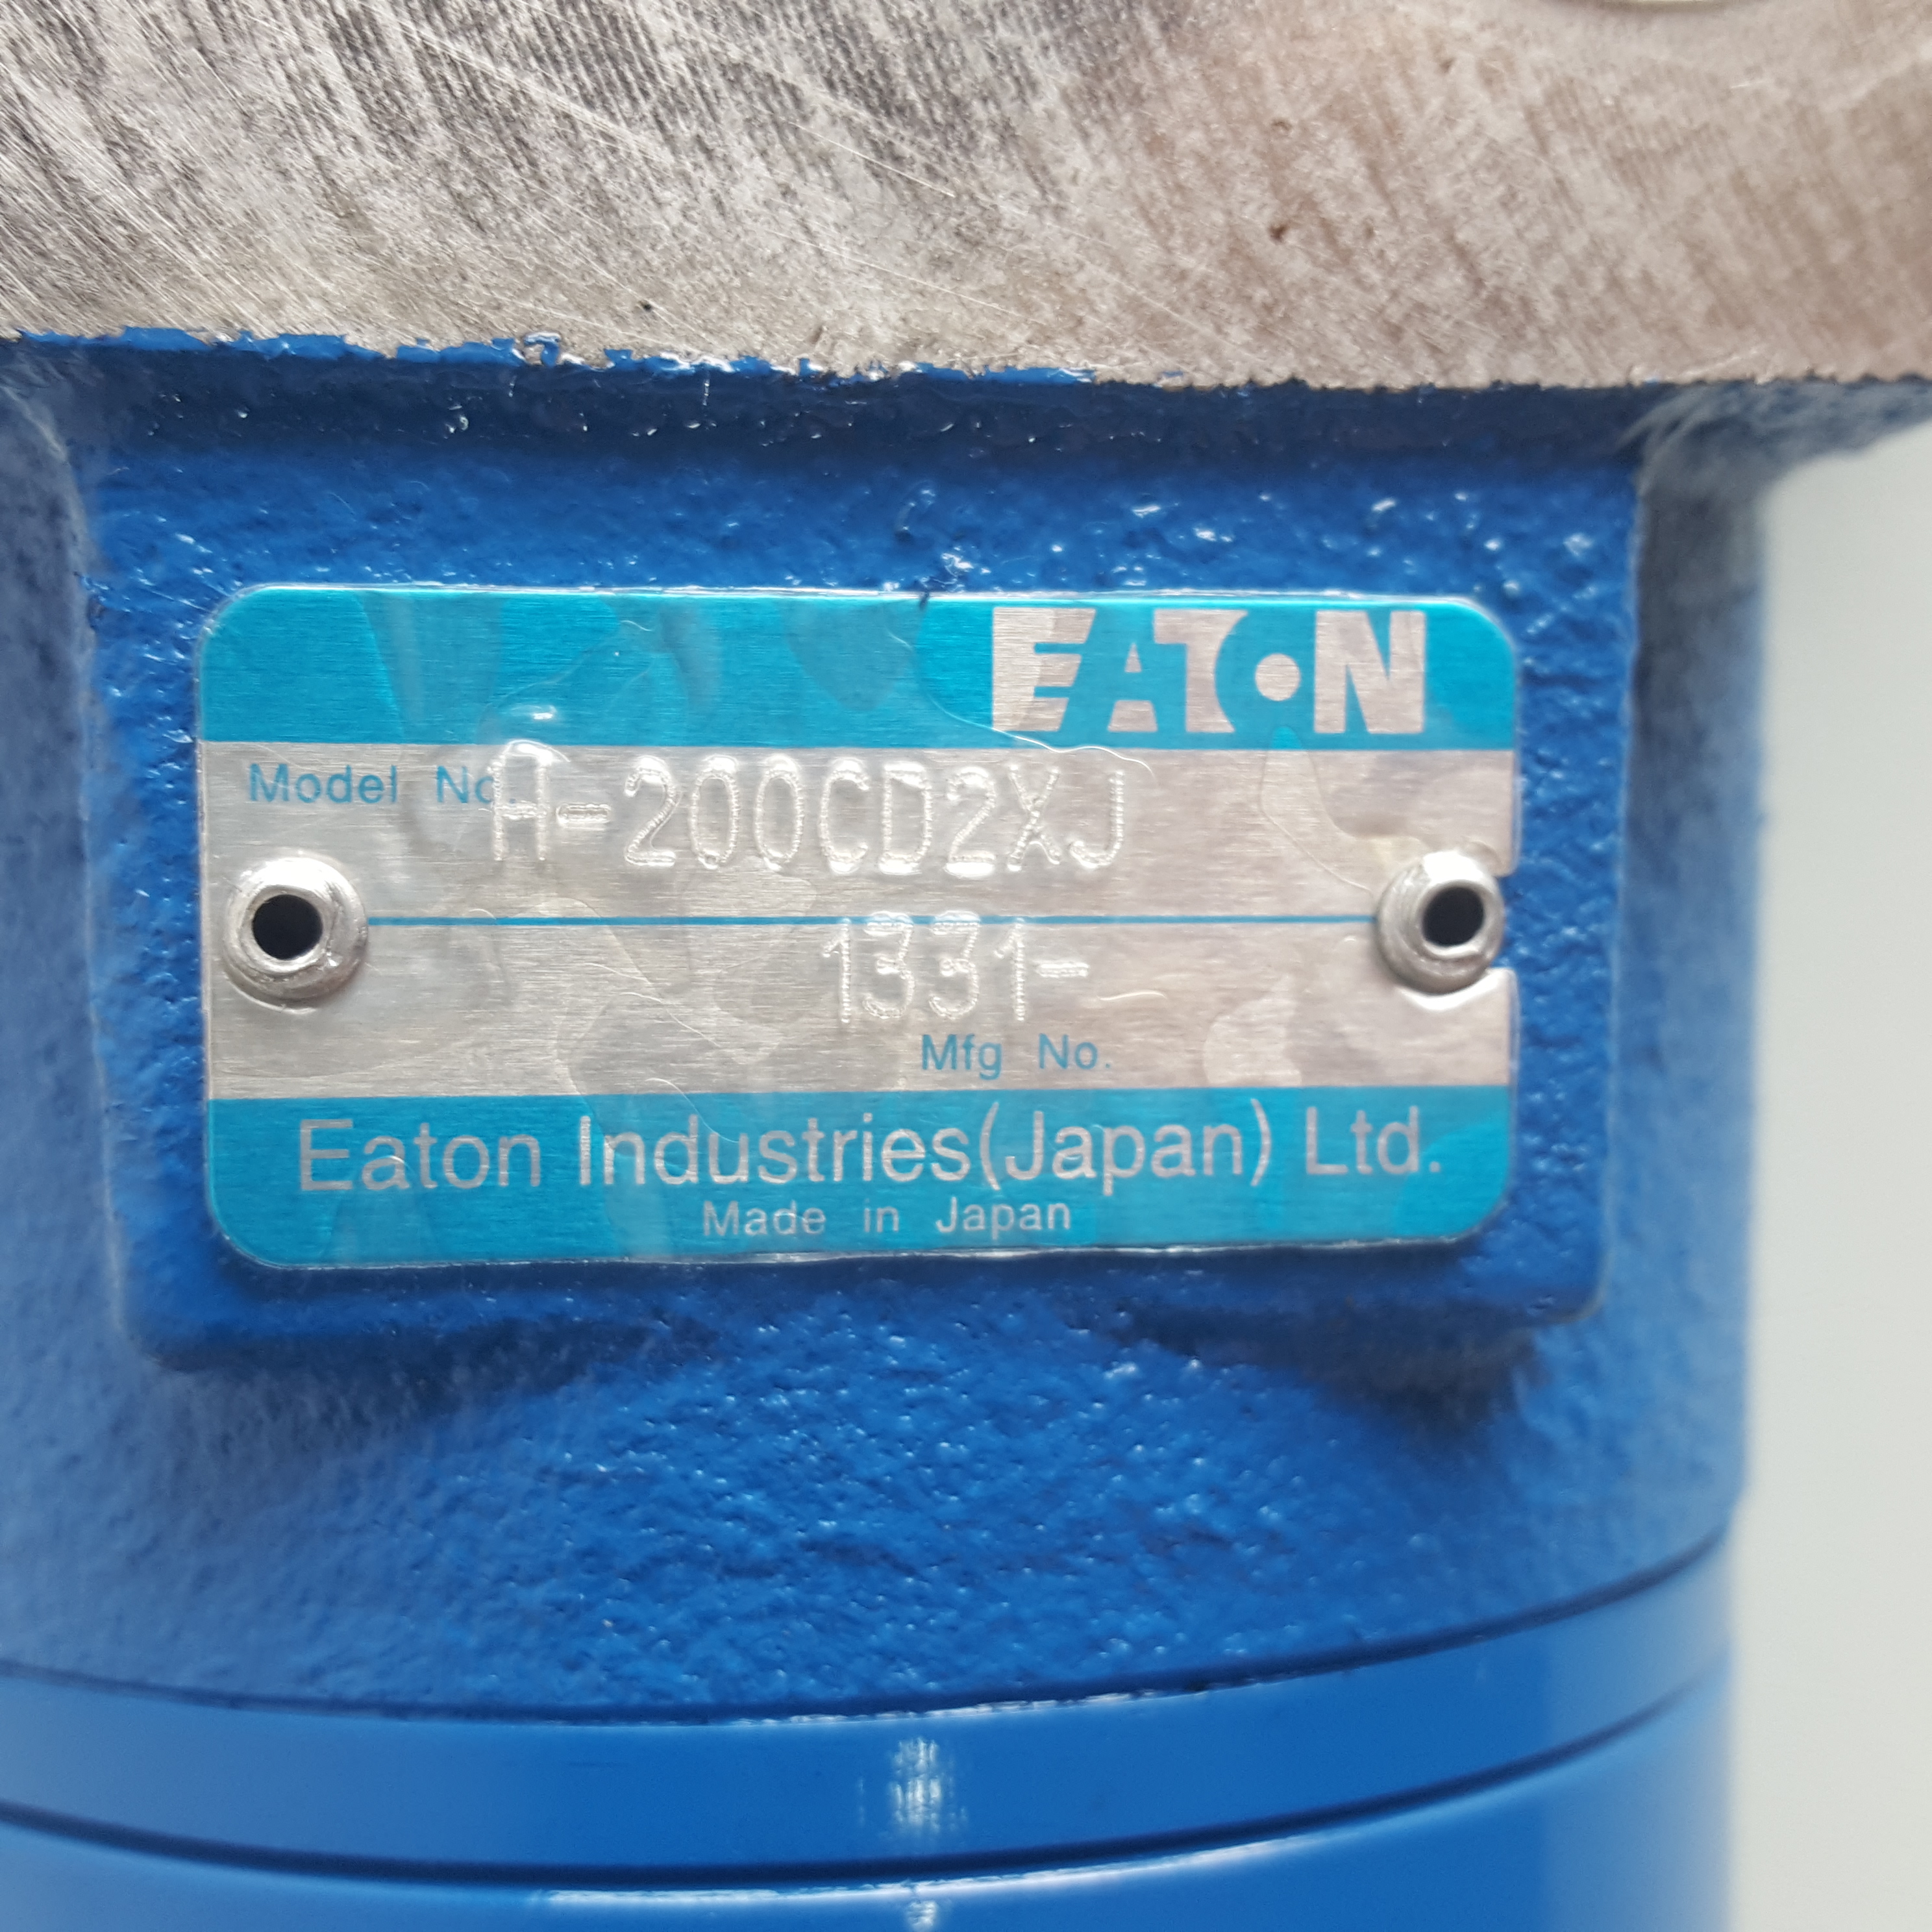 EATON
Model No. H-200CD2XJ
1331-
Mfg No.
Eaton Industries(Japan) Ltd.
Made in Japan